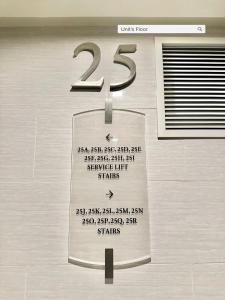 Unit's Floor
25
←
25A, 25B, 25C, 25D, 25E
25F, 25G, 25H, 25I
SERVICE LIFT
STAIRS
→
25J, 25K, 25L, 25M, 25N
25O, 25P, 25Q, 25R
STAIRS